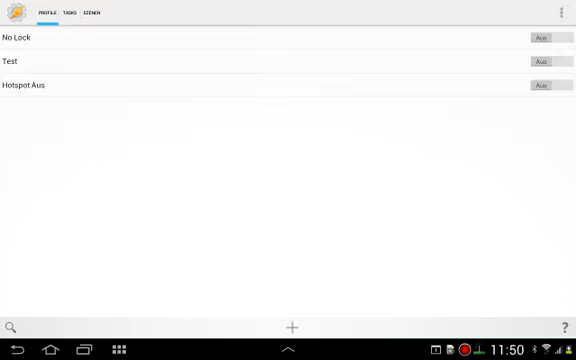 PROFILE TASKS SZENEN
No Lock Aus
Test Aus
Hotspot Aus Aus
?
11:50